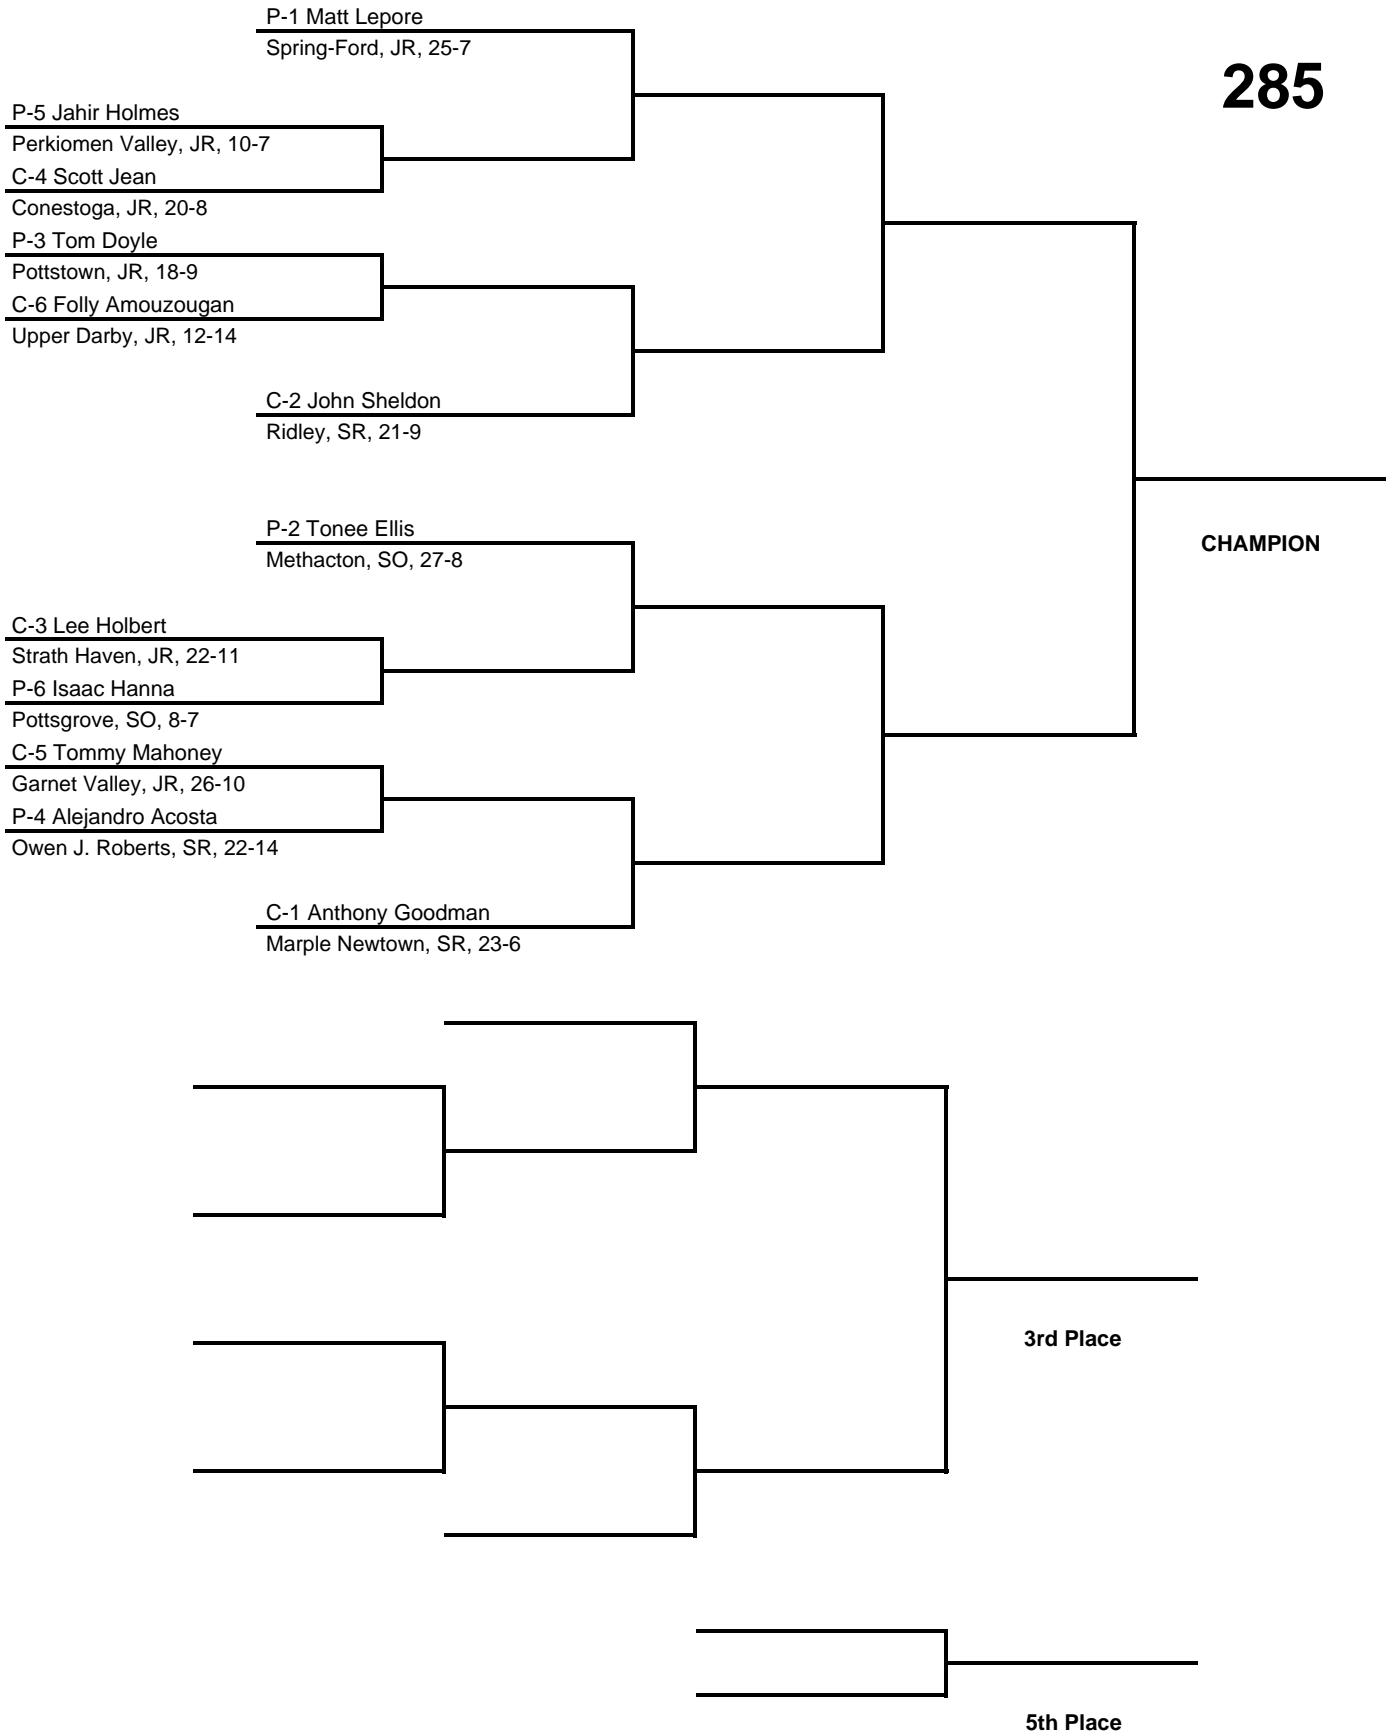 P-1 Matt Lepore
Spring-Ford, JR, 25-7
285
P-5 Jahir Holmes
Perkiomen Valley, JR, 10-7
C-4 Scott Jean
Conestoga, JR, 20-8
P-3 Tom Doyle
Pottstown, JR, 18-9
C-6 Folly Amouzougan
Upper Darby, JR, 12-14
C-2 John Sheldon
Ridley, SR, 21-9
P-2 Tonee Ellis
Methacton, SO, 27-8
CHAMPION
C-3 Lee Holbert
Strath Haven, JR, 22-11
P-6 Isaac Hanna
Pottsgrove, SO, 8-7
C-5 Tommy Mahoney
Garnet Valley, JR, 26-10
P-4 Alejandro Acosta
Owen J. Roberts, SR, 22-14
C-1 Anthony Goodman
Marple Newtown, SR, 23-6
3rd Place
5th Place